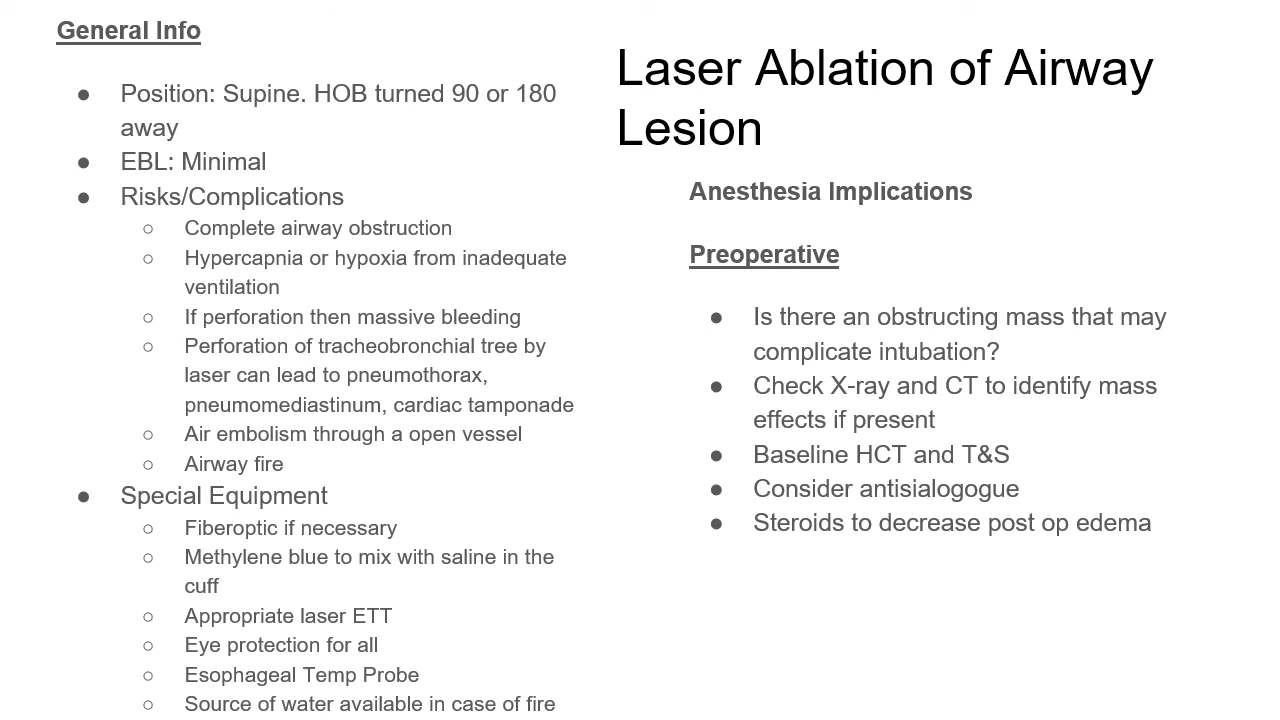 General Info
● Position: Supine. HOB turned 90 or 180
away
● EBL: Minimal
● Risks/Complications
○ Complete airway obstruction
○ Hypercapnia or hypoxia from inadequate
ventilation
○ If perforation then massive bleeding
○ Perforation of tracheobronchial tree by
laser can lead to pneumothorax,
pneumomediastinum, cardiac tamponade
○ Air embolism through a open vessel
○ Airway fire
● Special Equipment
○ Fiberoptic if necessary
○ Methylene blue to mix with saline in the
cuff
○ Appropriate laser ETT
○ Eye protection for all
○ Esophageal Temp Probe
○ Source of water available in case of fire
Laser Ablation of Airway
Lesion
Anesthesia Implications
Preoperative
● Is there an obstructing mass that may
complicate intubation?
● Check X-ray and CT to identify mass
effects if present
● Baseline HCT and T&S
● Consider antisialogogue
● Steroids to decrease post op edema